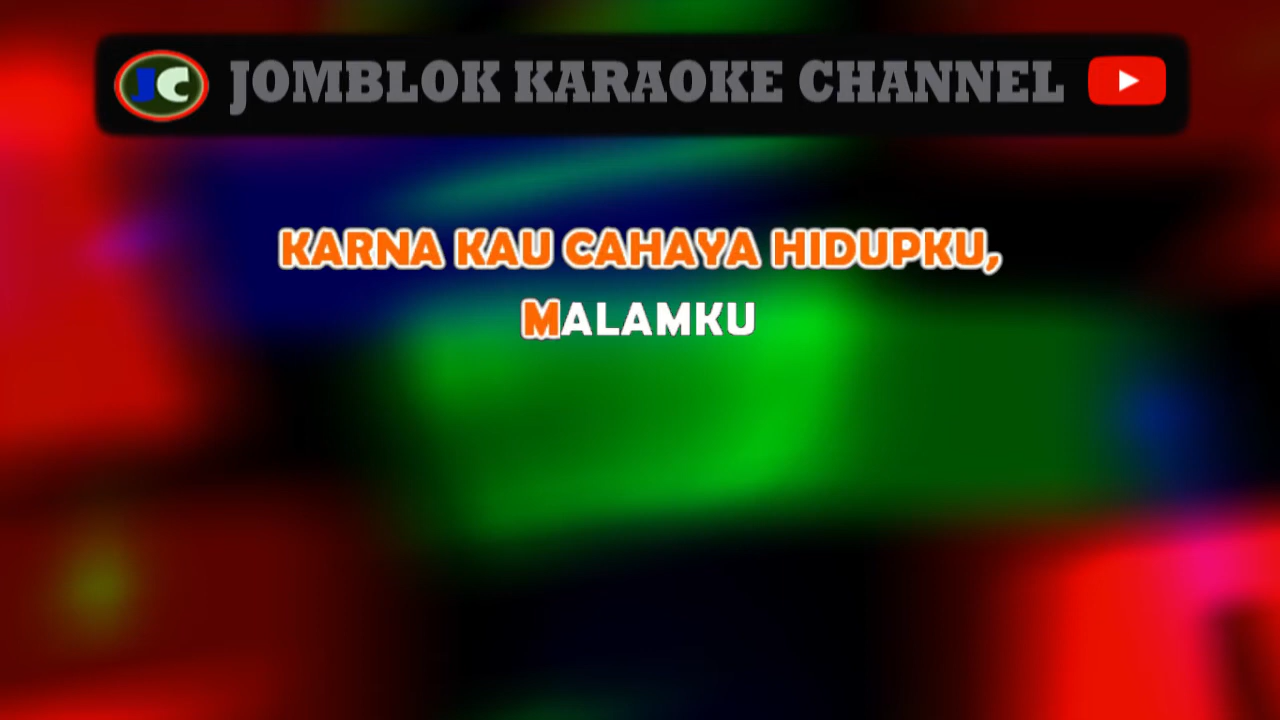 JC JOMBLOK KARAOKE CHANNEL
KARNA KAU CAHAYA HIDUPKU,
MALAMKU